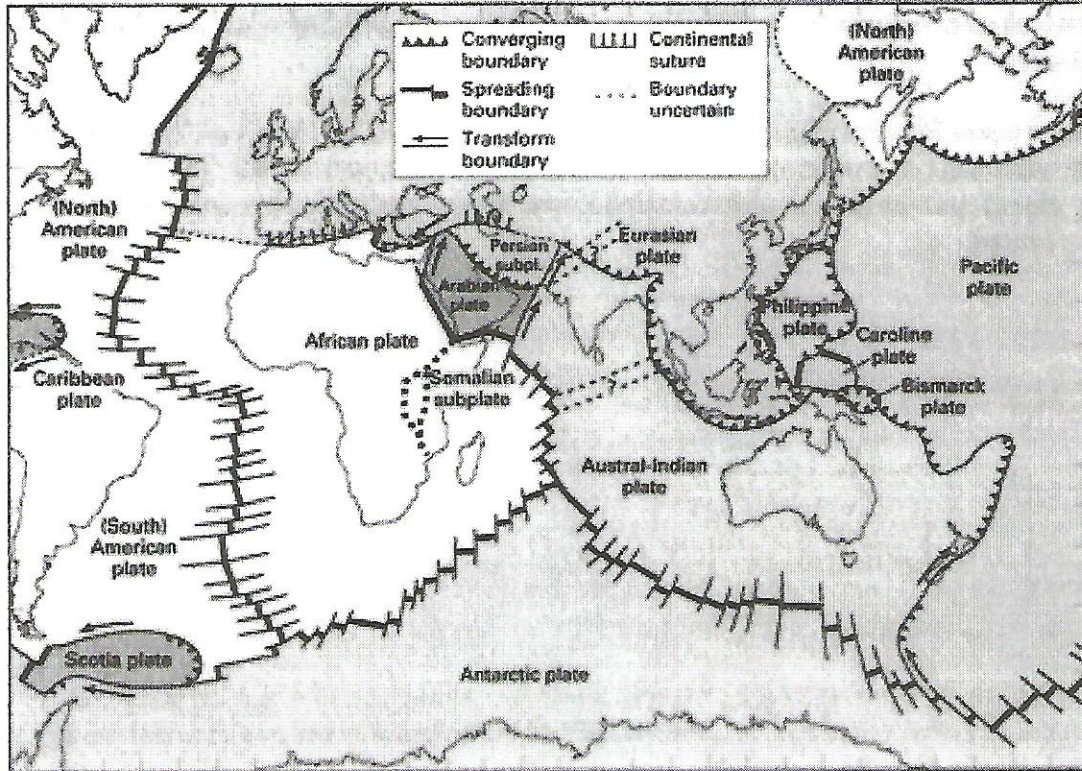 Converging
boundary
Spreading
boundary
Transform
boundary
Continental
suture
Boundary
uncertain
(North)
American
plate
(North)
American
plate
Eurasian
plate
Persian
subpl.
Arabian
plate
Pacific
plate
Philippine
plate
African plate
Caroline
plate
Caribbean
plate
Somalian
subplate
Bismarck
plate
Austral-Indian
plate
(South)
American
plate
Scotia plate
Antarctic plate